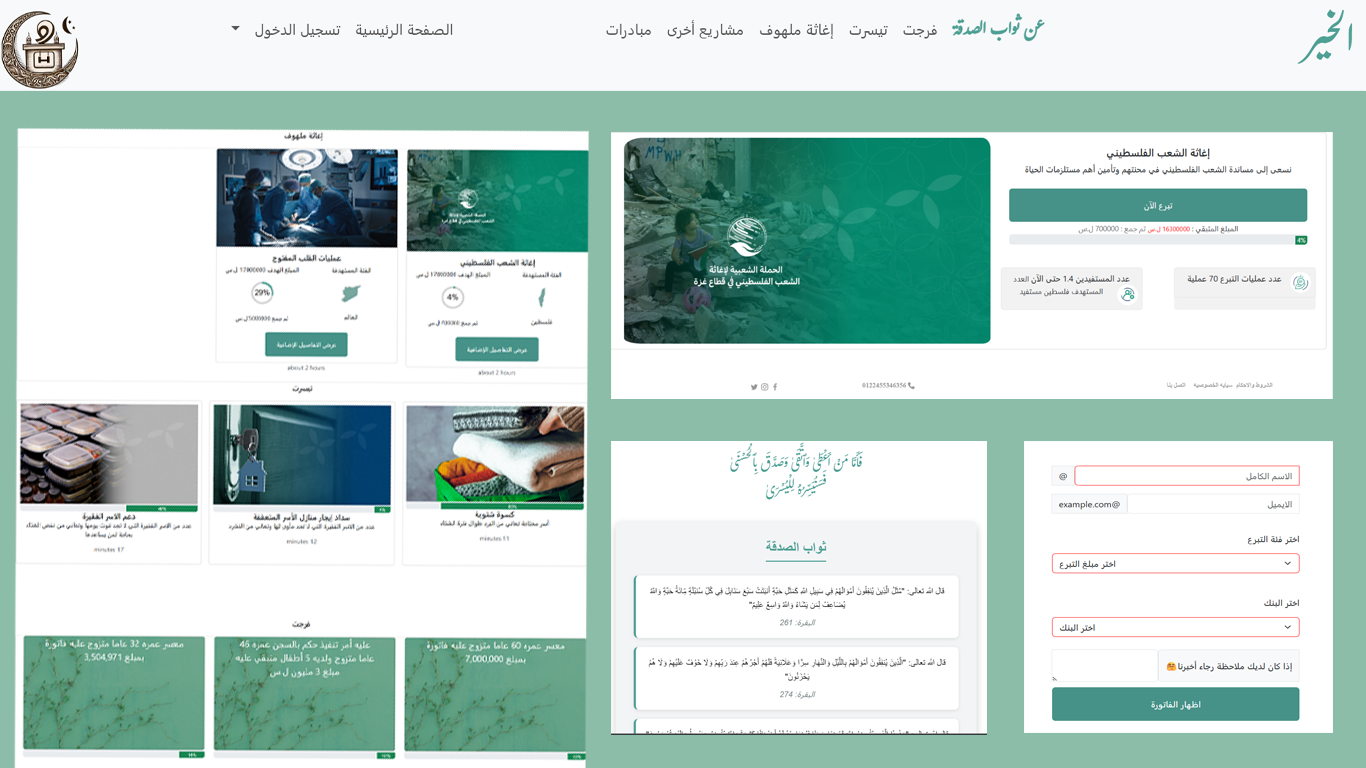 الخير
عن ثواب الصدقة
فرجت
تيسرت
إغاثة ملهوف
مشاريع أخرى
مبادرات
الصفحة الرئيسية
تسجيل الدخول
إغاثة الشعب الفلسطيني
نسعى إلى مساندة الشعب الفلسطيني في محنتهم وتأمين أهم مستلزمات الحياة
تبرع الآن
المبلغ المتبقي : 16300000 ل.س تم جمع : 700000 ل.س
4%
عدد عمليات التبرع 70 عملية
عدد المستفيدين 1.4 حتى الآن العدد
المستهدف فلسطين مستفيد
الحملة الشعبية لإغاثة
الشعب الفلسطيني في قطاع غزة
الشروط والاحكام
سياية الخصوصية
اتصل بنا
0122455346356
إغاثة ملهوف
إغاثة الشعب الفلسطيني
الفئة المستهدفة
المبلغ الهدف 17000000 ل.س
4%
فلسطين
تم جمع 700000 ل.س
عرض التفاصيل الإضافية
about 2 hours
عمليات القلب المفتوح
الفئة المستهدفة
المبلغ الهدف 17000000 ل.س
29%
العالم
عرض التفاصيل الإضافية
about 2 hours
تيسرت
كسوة شتوية
أسر محتاجة تعاني من البرد طوال فترة الشتاء
minutes 11
سداد إيجار منازل الأسر المتعففة
عدد من الاسر الفقيرة التي لا تجد مأوى لها وتعاني من التشرد
minutes 12
دعم الاسر الفقيرة
عدد من الاسر الفقيرة التي لا تجد قوت يومها وتعاني من نقص الغذاء
بحاجة لمن يساعدها
minutes 17
فرجت
معسر عمره 60 عاما متزوج عليه فاتورة
بمبلغ 7,000,000
عليه أمر تنفيذ حكم بالسجن عمره 46
عاما متزوج ولديه 5 أطفال متبقي عليه
مبلغ 3 مليون ل س
معسر عمره 32 عاما متزوج عليه فاتورة
بمبلغ 3,504,971
فَأَمَّا مَنْ أَعْطَىٰ وَاتَّقَىٰ وَصَدَّقَ بِالْحُسْنَىٰ
فَسَنُيَسِّرُهُ لِلْيُسْرَىٰ
ثواب الصدقة
قال الله تعالى: "مَّثَلُ الَّذِينَ يُنفِقُونَ أَمْوَالَهُمْ فِي سَبِيلِ اللَّهِ كَمَثَلِ حَبَّةٍ أَنبَتَتْ سَبْعَ سَنَابِلَ فِي كُلِّ سُنبُلَةٍ مِّائَةُ حَبَّةٍ وَاللَّهُ
يُضَاعِفُ لِمَن يَشَاءُ وَاللَّهُ وَاسِعٌ عَلِيمٌ"
البقرة: 261
قال الله تعالى: "الَّذِينَ يُنفِقُونَ أَمْوَالَهُم بِاللَّيْلِ وَالنَّهَارِ سِرًّا وَعَلَانِيَةً فَلَهُمْ أَجْرُهُمْ عِندَ رَبِّهِمْ وَلَا خَوْفٌ عَلَيْهِمْ وَلَا هُمْ
يَحْزَنُونَ"
البقرة: 274
الاسم الكامل
@
الايميل
@example.com
اختر فئة التبرع
اختر مبلغ التبرع
اختر البنك
اختر البنك
إذا كان لديك ملاحظة رجاء أخبرنا
اظهار الفاتورة